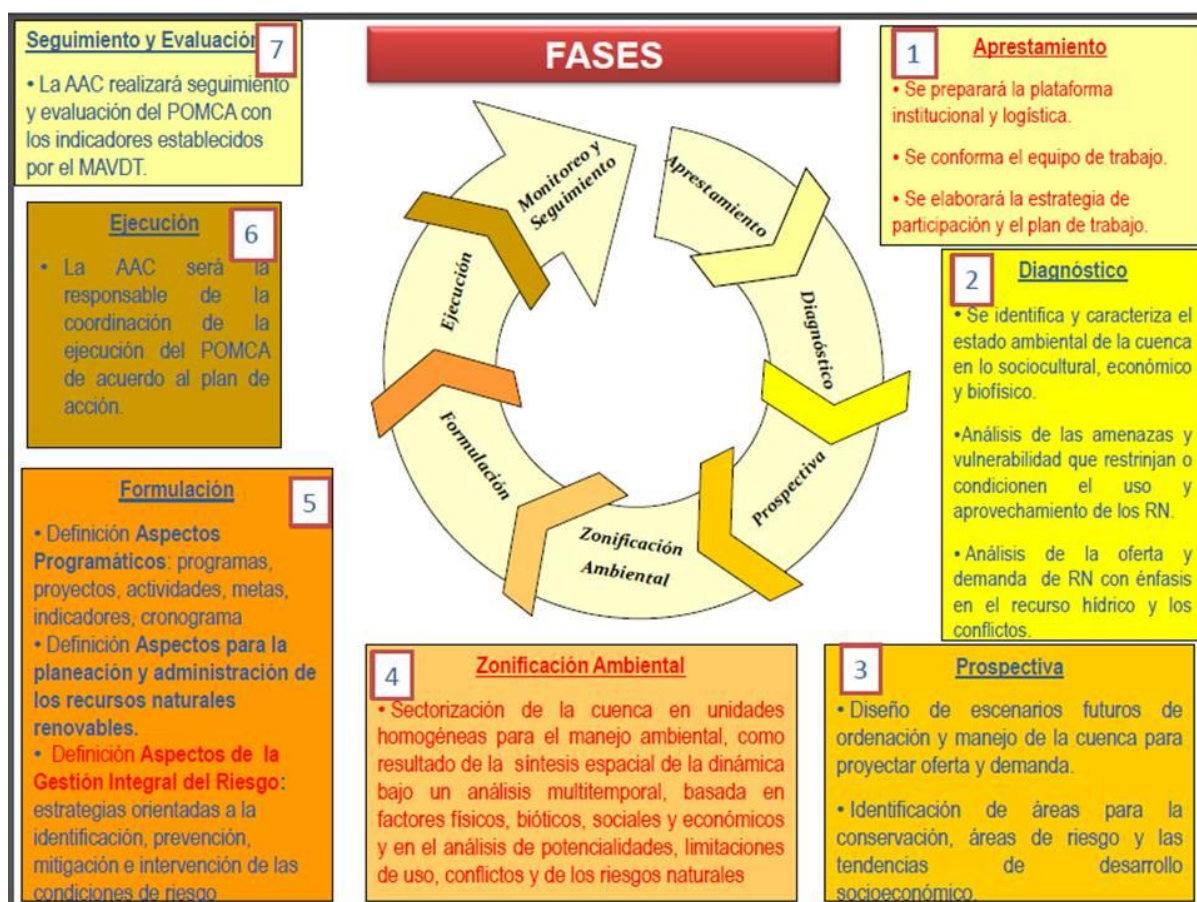 FASES
1
Aprestamiento
• Se preparará la plataforma
institucional y logística.
• Se conforma el equipo de trabajo.
• Se elaborará la estrategia de
participación y el plan de trabajo.
2
Diagnóstico
• Se identifica y caracteriza el
estado ambiental de la cuenca
en lo sociocultural, económico
y biofísico.
•Análisis de las amenazas y
vulnerabilidad que restrinjan o
condicionen el uso y
aprovechamiento de los RN.
• Análisis de la oferta y
demanda de RN con énfasis
en el recurso hídrico y los
conflictos.
3
Prospectiva
• Diseño de escenarios futuros de
ordenación y manejo de la cuenca para
proyectar oferta y demanda.
• Identificación de áreas para la
conservación, áreas de riesgo y las
tendencias de desarrollo
socioeconómico.
4
Zonificación Ambiental
• Sectorización de la cuenca en unidades
homogéneas para el manejo ambiental, como
resultado de la síntesis espacial de la dinámica
bajo un análisis multitemporal, basada en
factores físicos, bióticos, sociales y económicos
y en el análisis de potencialidades, limitaciones
de uso, conflictos y de los riesgos naturales
5
Formulación
• Definición Aspectos
Programáticos: programas,
proyectos, actividades, metas,
indicadores, cronograma
• Definición Aspectos para la
planeación y administración de
los recursos naturales
renovables.
• Definición Aspectos de la
Gestión Integral del Riesgo:
estrategias orientadas a la
identificación, prevención,
mitigación e intervención de las
condiciones de riesgo
6
Ejecución
• La AAC será la
responsable de la
coordinación de la
ejecución del POMCA
de acuerdo al plan de
acción.
7
Seguimiento y Evaluación
• La AAC realizará seguimiento
y evaluación del POMCA con
los indicadores establecidos
por el MAVDT.
Aprestamiento
Diagnóstico
Prospectiva
Zonificación
Ambiental
Formulación
Ejecución
Monitoreo y
Seguimiento